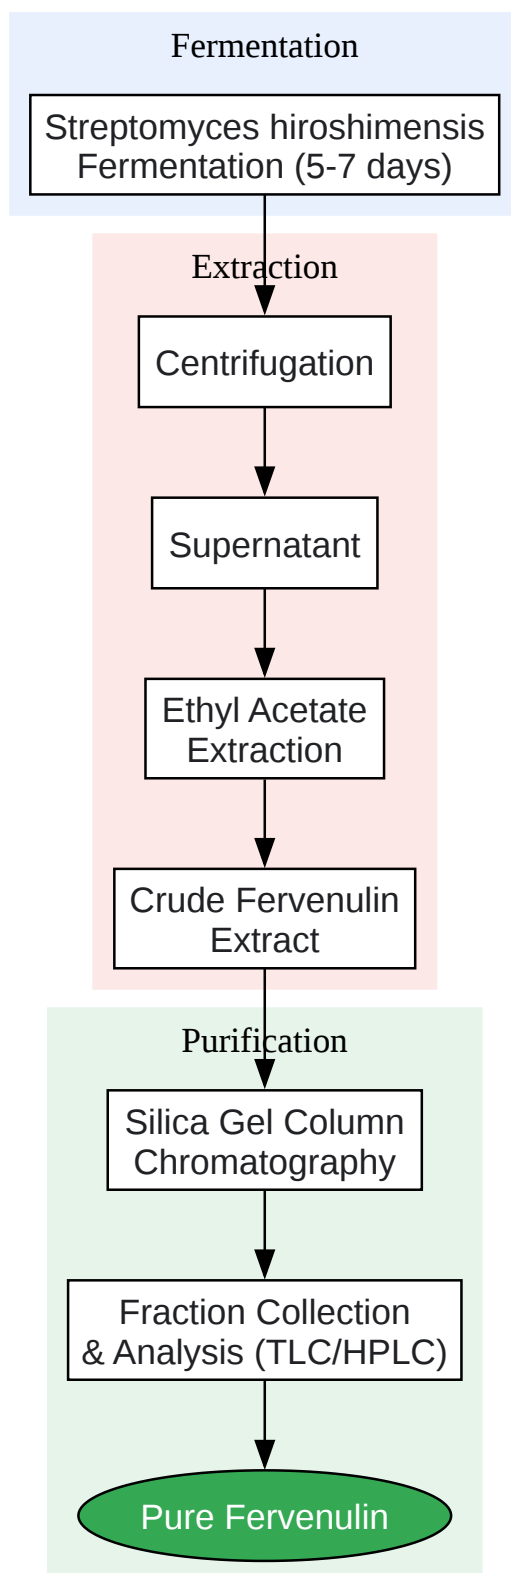 Fermentation
Streptomyces hiroshimensis
Fermentation (5-7 days)
Extraction
Centrifugation
Supernatant
Ethyl Acetate
Extraction
Crude Fervenulin
Extract
Purification
Silica Gel Column
Chromatography
Fraction Collection
& Analysis (TLC/HPLC)
Pure Fervenulin